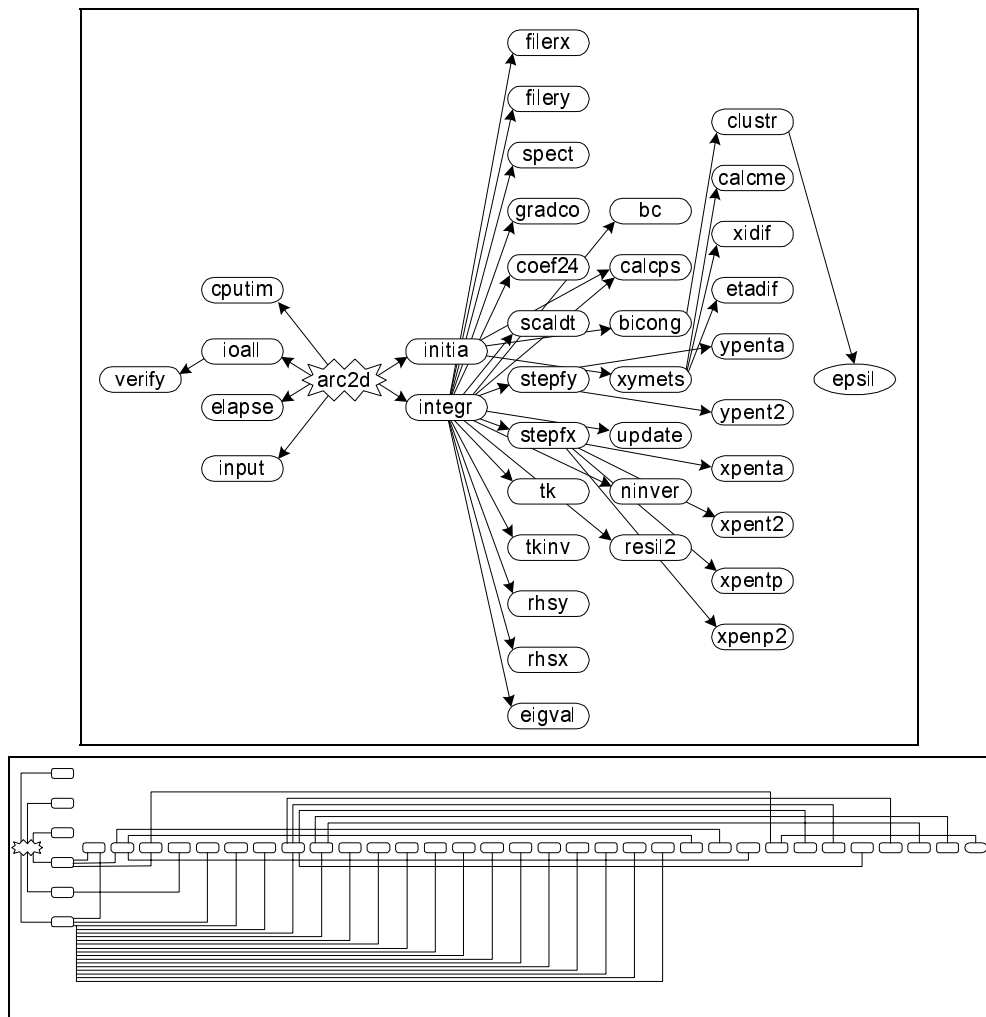 filerx
filery
clustr
spect
calcme
gradco
bc
xidif
coef24
calcps
cputim
etadif
scaldt
bicong
ioall
initia
ypenta
verify
arc2d
stepfy
xymets
epsil
elapse
integr
ypent2
stepfx
update
input
xpenta
tk
ninver
xpent2
tkinv
resil2
xpentp
rhsy
xpenp2
rhsx
eigval